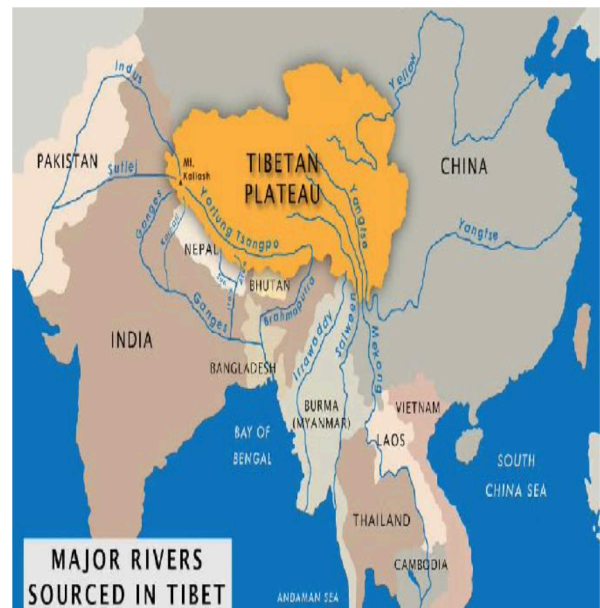 Indus
Yellow
PAKISTAN
Sutlej
Mt.
Kailash
TIBETAN
PLATEAU
CHINA
Ganges
Yarlung Tsangpo
Yangtse
Yangtse
NEPAL
BHUTAN
Ganges
Brahmaputra
INDIA
BANGLADESH
Irrawaddy
Salween
Mekong
BURMA
(MYANMAR)
VIETNAM
LAOS
BAY OF
BENGAL
SOUTH
CHINA SEA
THAILAND
CAMBODIA
ANDAMAN SEA
MAJOR RIVERS
SOURCED IN TIBET